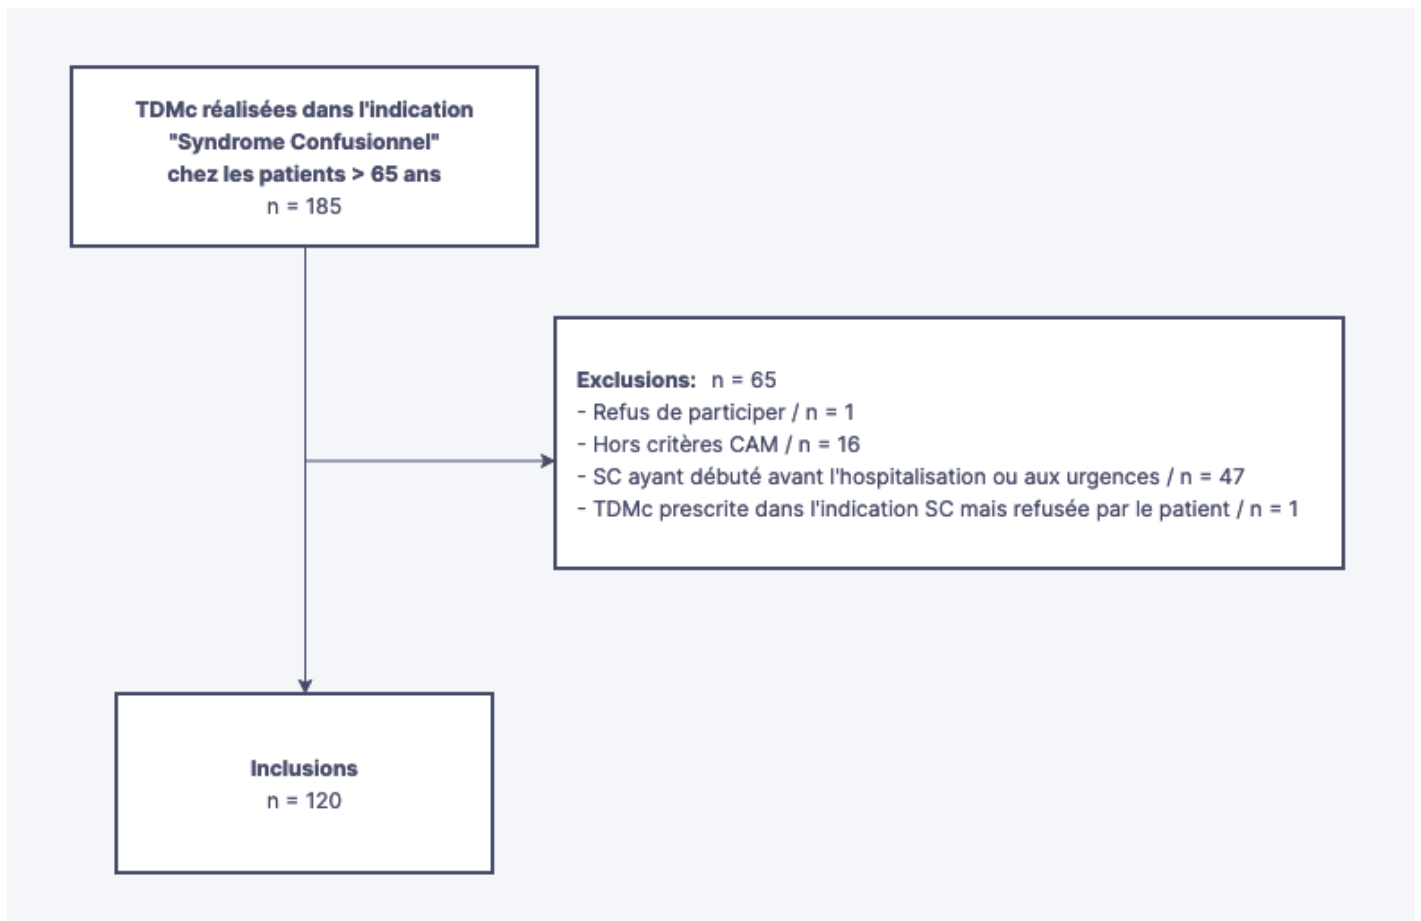 TDMc réalisées dans l'indication
"Syndrome Confusionnel"
chez les patients > 65 ans
n = 185
Exclusions: n = 65
- Refus de participer / n = 1
- Hors critères CAM / n = 16
- SC ayant débuté avant l'hospitalisation ou aux urgences / n = 47
- TDMc prescrite dans l'indication SC mais refusée par le patient / n = 1
Inclusions
n = 120